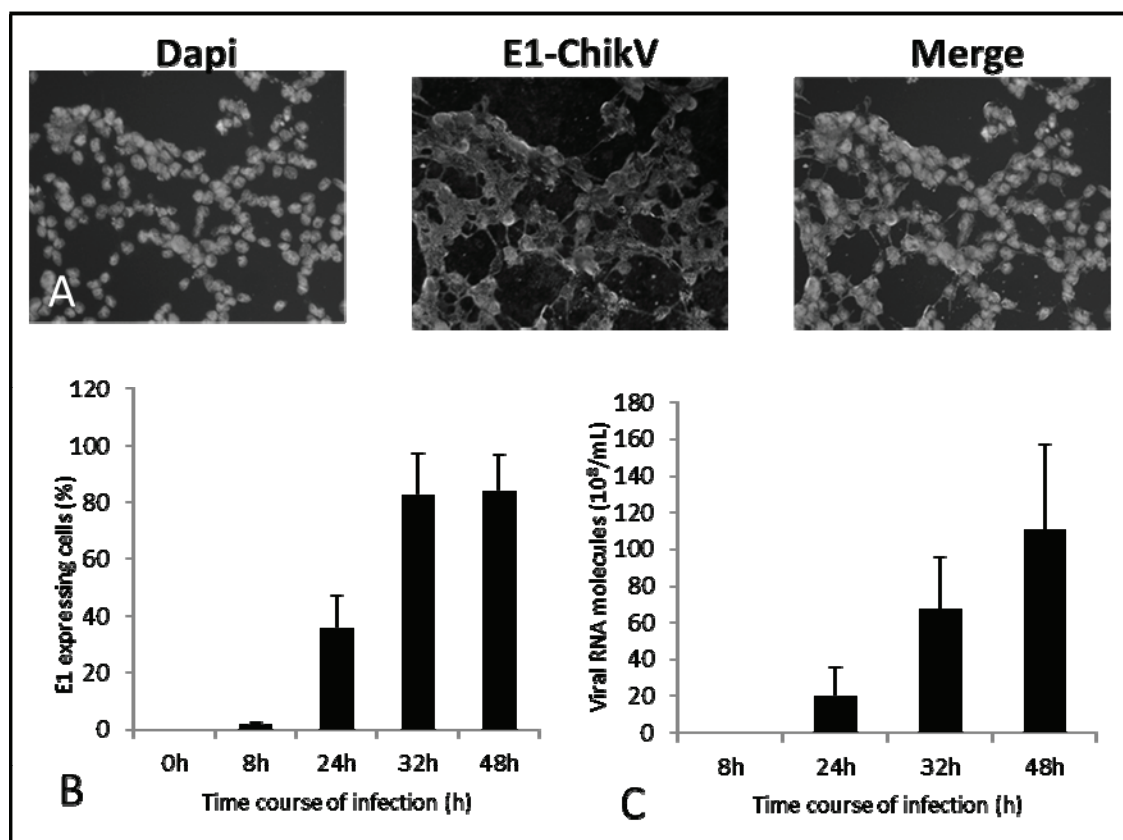 Dapi E1-ChikV Merge
A
120
100
80
60
40
20
0
E1 expressing cells (%)
0h 8h 24h 32h 48h
Time course of infection (h)
B
180
160
140
120
100
80
60
40
20
0
Viral RNA molecules (10⁸/mL)
8h 24h 32h 48h
Time course of infection (h)
C